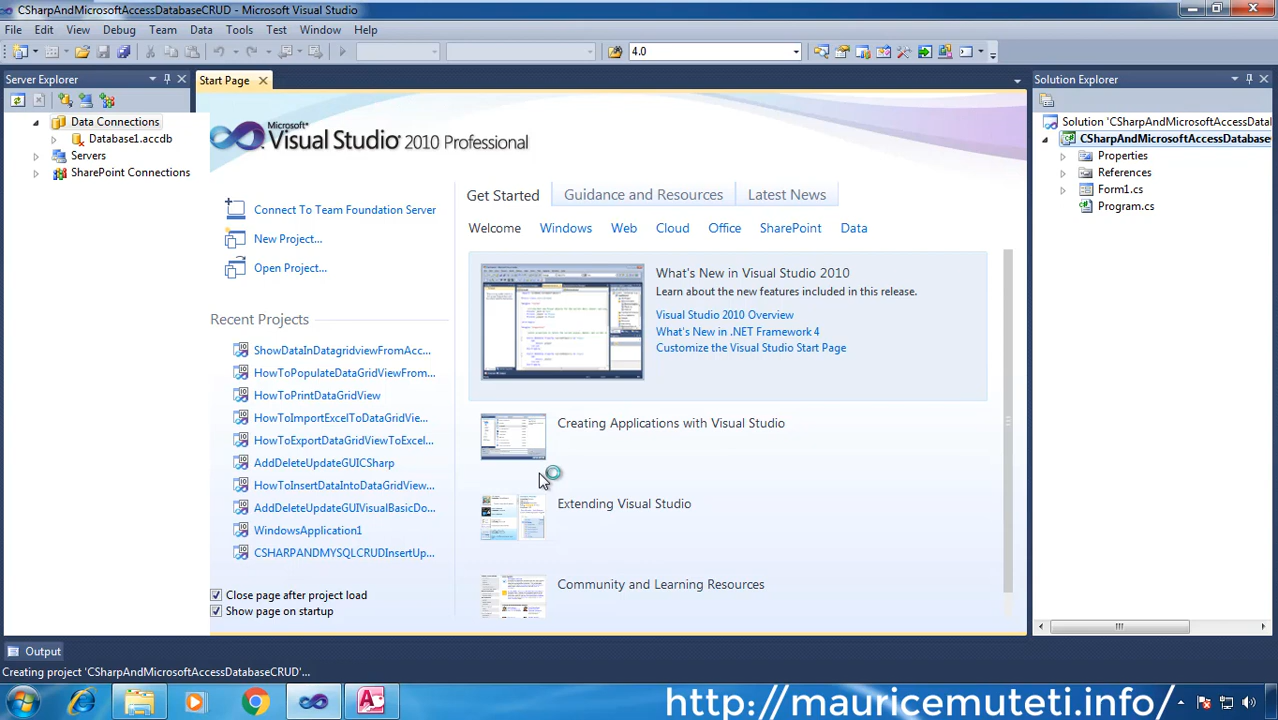 CSharpAndMicrosoftAccessDatabaseCRUD - Microsoft Visual Studio
File Edit View Debug Team Data Tools Test Window Help
4.0
Server Explorer
Data Connections
Database1.accdb
Servers
SharePoint Connections
Start Page
Microsoft®
Visual Studio® 2010 Professional
Connect To Team Foundation Server
New Project...
Open Project...
Recent Projects
ShowDataInDatagridviewFromAcc...
HowToPopulateDataGridViewFrom...
HowToPrintDataGridView
HowToImportExcelToDataGridVie...
HowToExportDataGridViewToExcel...
AddDeleteUpdateGUICSharp
HowToInsertDataIntoDataGridView...
AddDeleteUpdateGUIVisualBasicDo...
WindowsApplication1
CSHARPANDMYSQLCRUDInsertUp...
Close page after project load
Show page on startup
Get Started Guidance and Resources Latest News
Welcome Windows Web Cloud Office SharePoint Data
What's New in Visual Studio 2010
Learn about the new features included in this release.
Visual Studio 2010 Overview
What's New in .NET Framework 4
Customize the Visual Studio Start Page
Creating Applications with Visual Studio
Extending Visual Studio
Community and Learning Resources
Solution Explorer
Solution 'CSharpAndMicrosoftAccessDatal
CSharpAndMicrosoftAccessDatabase
Properties
References
Form1.cs
Program.cs
Output
Creating project 'CSharpAndMicrosoftAccessDatabaseCRUD'...
http://mauricemuteti.info/